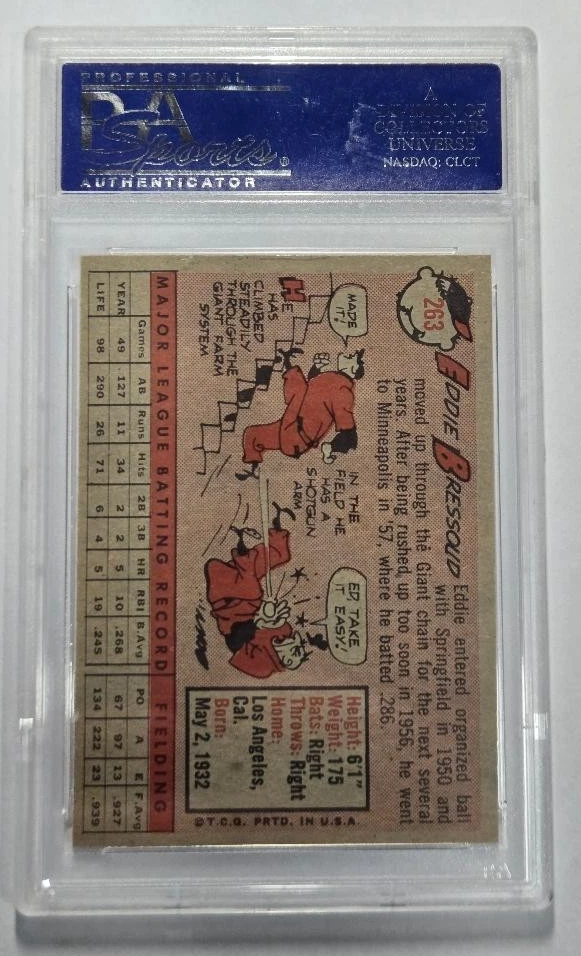 PROFESSIONAL
PSA
Sports®
AUTHENTICATOR
A
DIVISION OF
COLLECTORS
UNIVERSE
NASDAQ: CLCT
263
EDDIE BRESSOUD
Eddie entered organized ball
with Springfield in 1950 and
moved up through the Giant chain for the next several
years. After being rushed up too soon in 1956, he went
to Minneapolis in '57, where he batted .286.
MADE
IT!
HE
HAS
CLIMBED
STEADILY
THROUGH THE
GIANT FARM
SYSTEM
IN THE
FIELD HE
HAS A
SHOTGUN
ARM
ED, TAKE
IT EASY!
Height: 6'1"
Weight: 175
Bats: Right
Throws: Right
Home:
Los Angeles,
Cal.
Born:
May 2, 1932
©T.C.G. PRTD. IN U.S.A.
MAJOR LEAGUE BATTING RECORD FIELDING
Games AB Runs Hits 2B 3B HR RBI B.Avg PO A E F.Avg
YEAR 49 127 11 34 2 2 5 10 .268 67 97 13 .927
LIFE 98 290 26 71 6 4 5 19 .245 134 222 23 .939